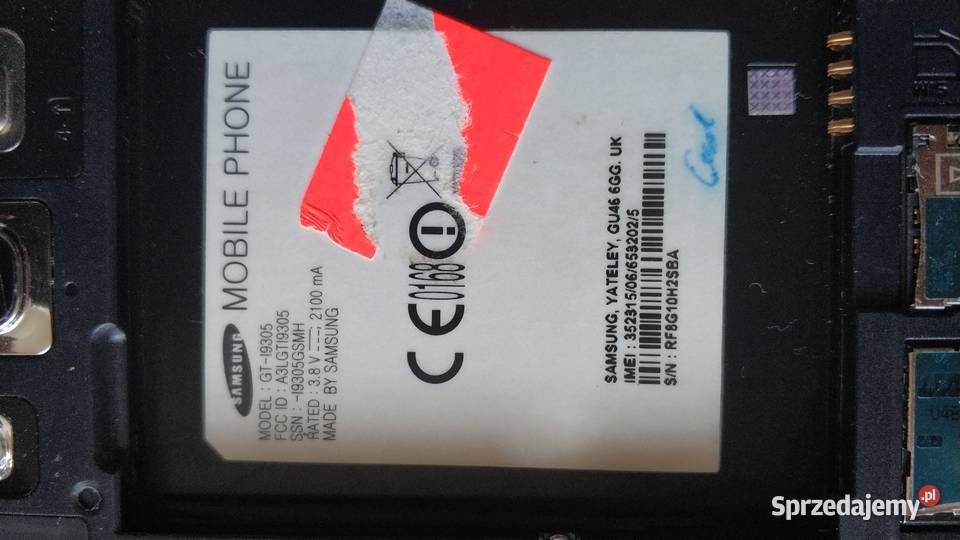 SAMSUNG MOBILE PHONE
MODEL : GT-I9305
FCC ID : A3LGTI9305
SSN : -I9305GSMH
RATED : 3.8 V ⎓; 2100 mA
MADE BY SAMSUNG
CE0168
SAMSUNG, YATELEY, GU46 6GG. UK
IMEI : 352315/06/653202/5
S/N : RF8G10H2SBA
Sprzedajemy.pl